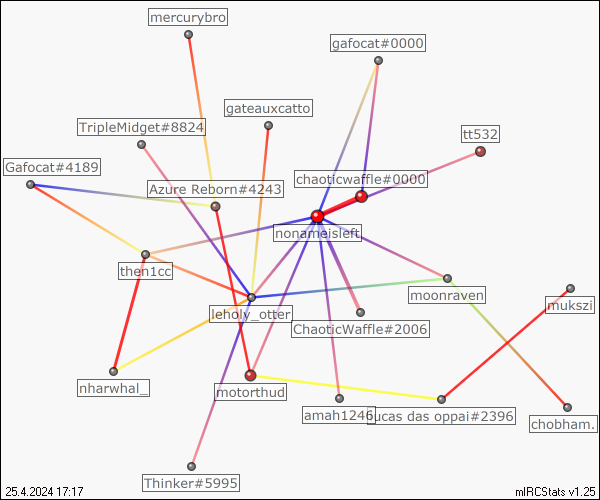 mercurybro
gafocat#0000
gateauxcatto
TripleMidget#8824
tt532
Gafocat#4189
chaoticwaffle#0000
Azure Reborn#4243
nonameisleft
then1cc
moonraven
mukszi
leholy_otter
ChaoticWaffle#2006
nharwhal_
motorthud
amah1246
lucas das oppai#2396
chobham.
Thinker#5995
25.4.2024 17:17
mIRCStats v1.25